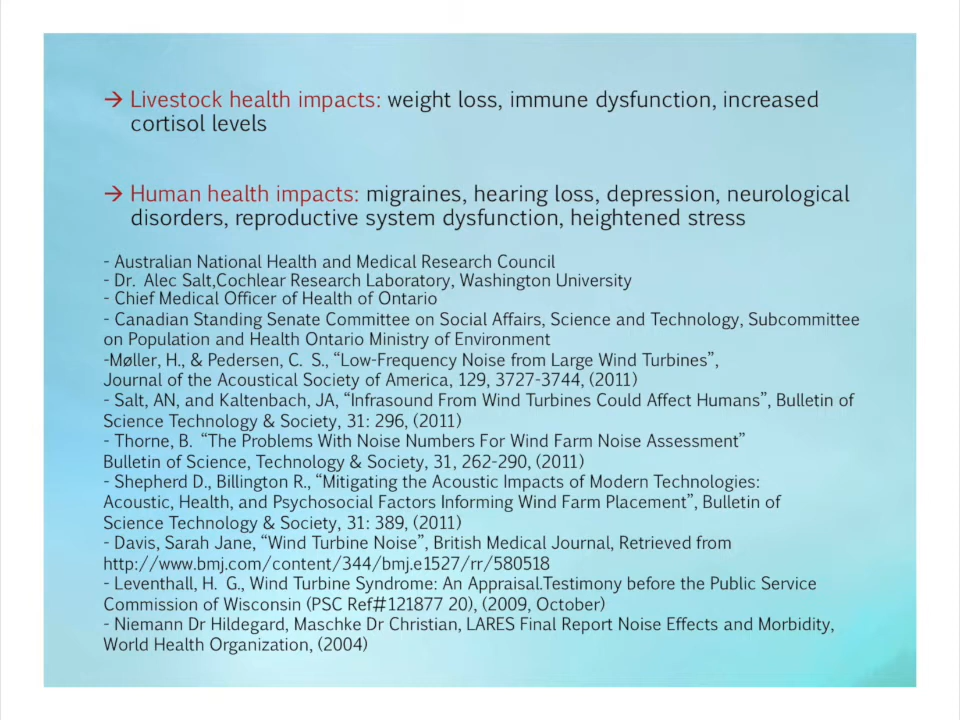 → Livestock health impacts: weight loss, immune dysfunction, increased
cortisol levels
→ Human health impacts: migraines, hearing loss, depression, neurological
disorders, reproductive system dysfunction, heightened stress
- Australian National Health and Medical Research Council
- Dr. Alec Salt,Cochlear Research Laboratory, Washington University
- Chief Medical Officer of Health of Ontario
- Canadian Standing Senate Committee on Social Affairs, Science and Technology, Subcommittee
on Population and Health Ontario Ministry of Environment
-Møller, H., & Pedersen, C. S., “Low-Frequency Noise from Large Wind Turbines”,
Journal of the Acoustical Society of America, 129, 3727-3744, (2011)
- Salt, AN, and Kaltenbach, JA, “Infrasound From Wind Turbines Could Affect Humans”, Bulletin of
Science Technology & Society, 31: 296, (2011)
- Thorne, B. “The Problems With Noise Numbers For Wind Farm Noise Assessment”
Bulletin of Science, Technology & Society, 31, 262-290, (2011)
- Shepherd D., Billington R., “Mitigating the Acoustic Impacts of Modern Technologies:
Acoustic, Health, and Psychosocial Factors Informing Wind Farm Placement”, Bulletin of
Science Technology & Society, 31: 389, (2011)
- Davis, Sarah Jane, “Wind Turbine Noise”, British Medical Journal, Retrieved from
http://www.bmj.com/content/344/bmj.e1527/rr/580518
- Leventhall, H. G., Wind Turbine Syndrome: An Appraisal.Testimony before the Public Service
Commission of Wisconsin (PSC Ref#121877 20), (2009, October)
- Niemann Dr Hildegard, Maschke Dr Christian, LARES Final Report Noise Effects and Morbidity,
World Health Organization, (2004)